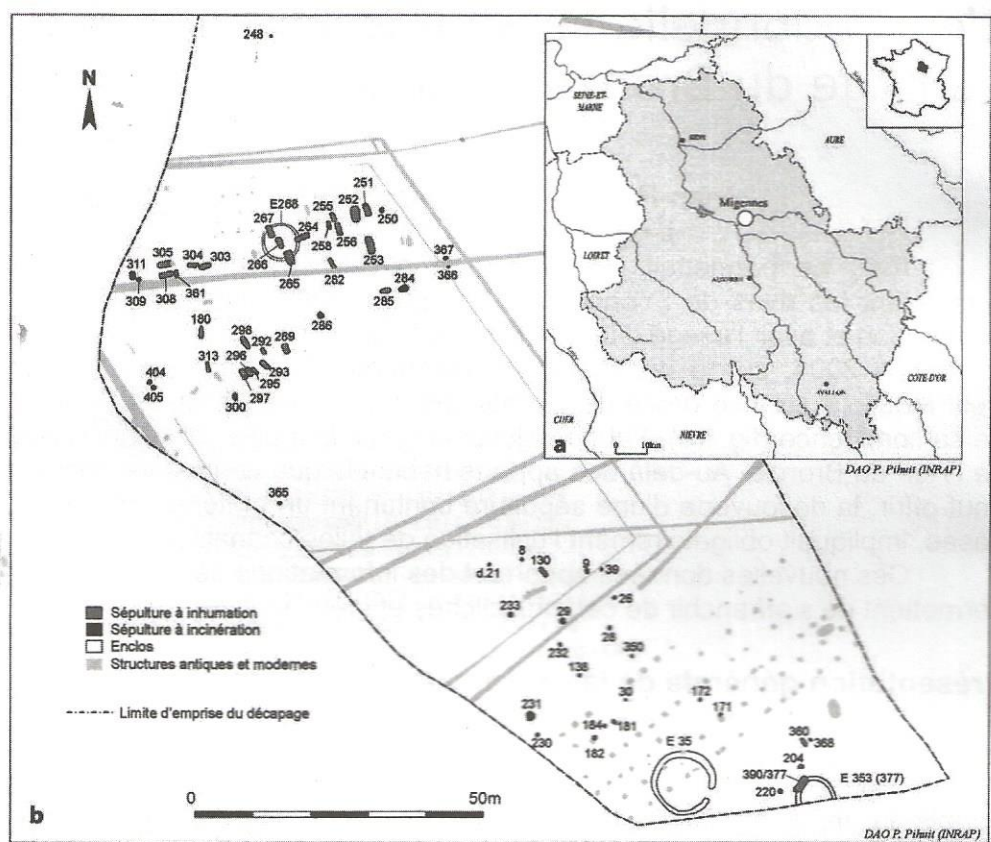 248
N
251
252
255
E268
267
250
264
258
256
253
266
265
262
367
366
305
304
303
311
309
308
361
284
285
286
180
298
292
289
313
296
293
295
297
300
404
405
365
8
d.21
130
9
39
26
233
29
28
232
350
138
30
172
171
231
230
184
181
182
E 35
360
368
204
390/377
E 353 (377)
220
Sépulture à inhumation
Sépulture à incinération
Enclos
Structures antiques et modernes
Limite d'emprise du décapage
0 50m
b
DAO P. Pihuit (INRAP)
SEINE-ET-
MARNE
SENS
AUBE
Migennes
LOIRET
AUXERRE
AVALLON
COTE-D'OR
CHER
NIEVRE
0 10km
a
DAO P. Pihuit (INRAP)